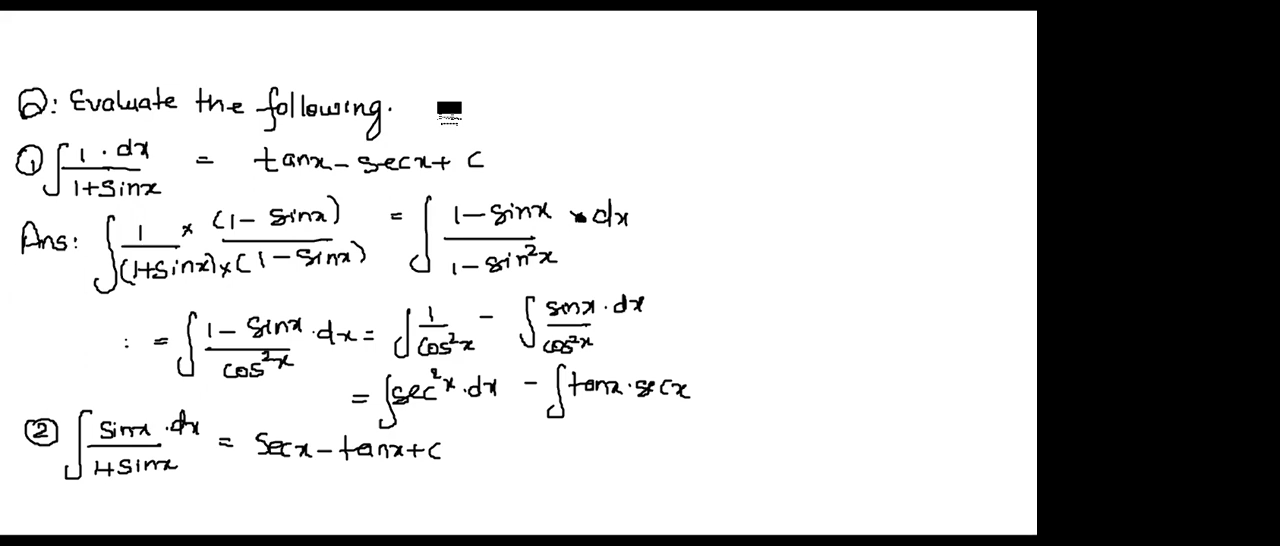 Q: Evaluate the following.
① ∫ 1 · dx / 1+sinx = tanx - secx + c
Ans: ∫ 1 / (1+sinx) × (1 - sinx) / (1 - sinx) = ∫ 1 - sinx / 1 - sin²x · dx
: = ∫ 1 - sinx / cos²x · dx = ∫ 1 / cos²x - ∫ sinx · dx / cos²x
= ∫ sec²x · dx - ∫ tanx · secx
② ∫ sinx · dx / 1+sinx = secx - tanx + c